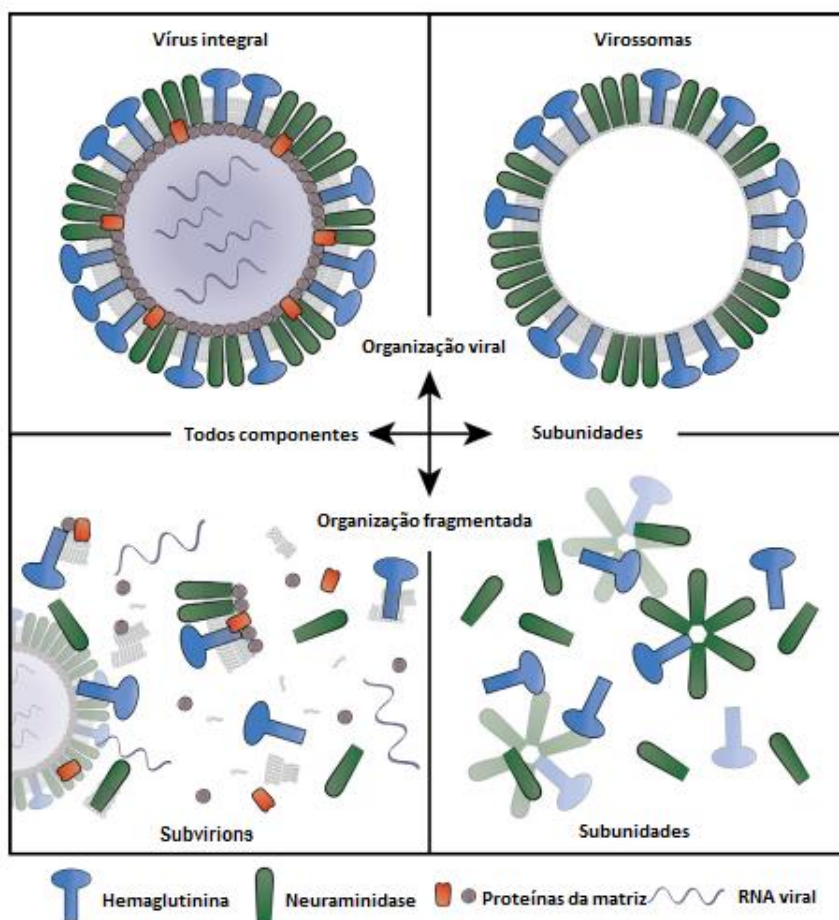 Vírus integral
Virossomas
Organização viral
Todos componentes
Subunidades
Organização fragmentada
Subvirions
Subunidades
Hemaglutinina
Neuraminidase
Proteínas da matriz
RNA viral